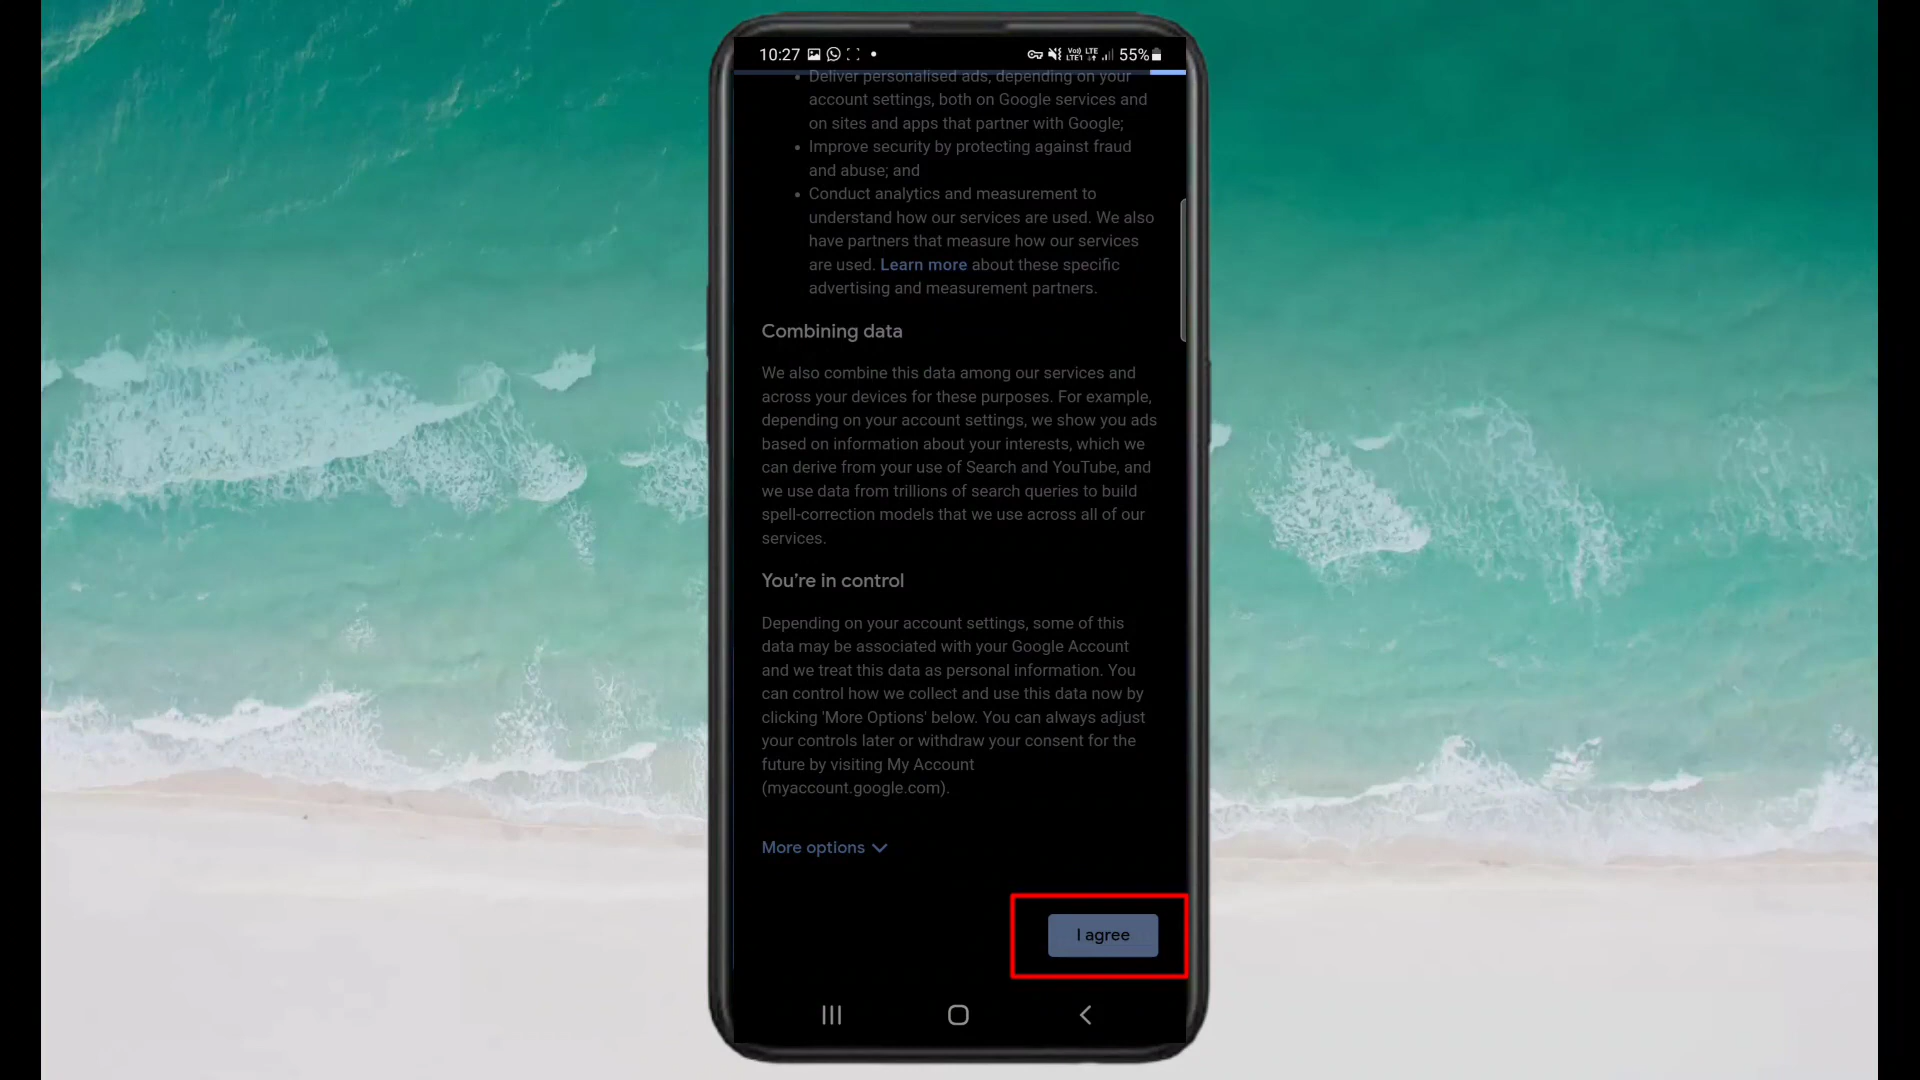 10:27 55%
• Deliver personalised ads, depending on your
account settings, both on Google services and
on sites and apps that partner with Google;
• Improve security by protecting against fraud
and abuse; and
• Conduct analytics and measurement to
understand how our services are used. We also
have partners that measure how our services
are used. Learn more about these specific
advertising and measurement partners.
Combining data
We also combine this data among our services and
across your devices for these purposes. For example,
depending on your account settings, we show you ads
based on information about your interests, which we
can derive from your use of Search and YouTube, and
we use data from trillions of search queries to build
spell-correction models that we use across all of our
services.
You're in control
Depending on your account settings, some of this
data may be associated with your Google Account
and we treat this data as personal information. You
can control how we collect and use this data now by
clicking 'More Options' below. You can always adjust
your controls later or withdraw your consent for the
future by visiting My Account
(myaccount.google.com).
More options
I agree